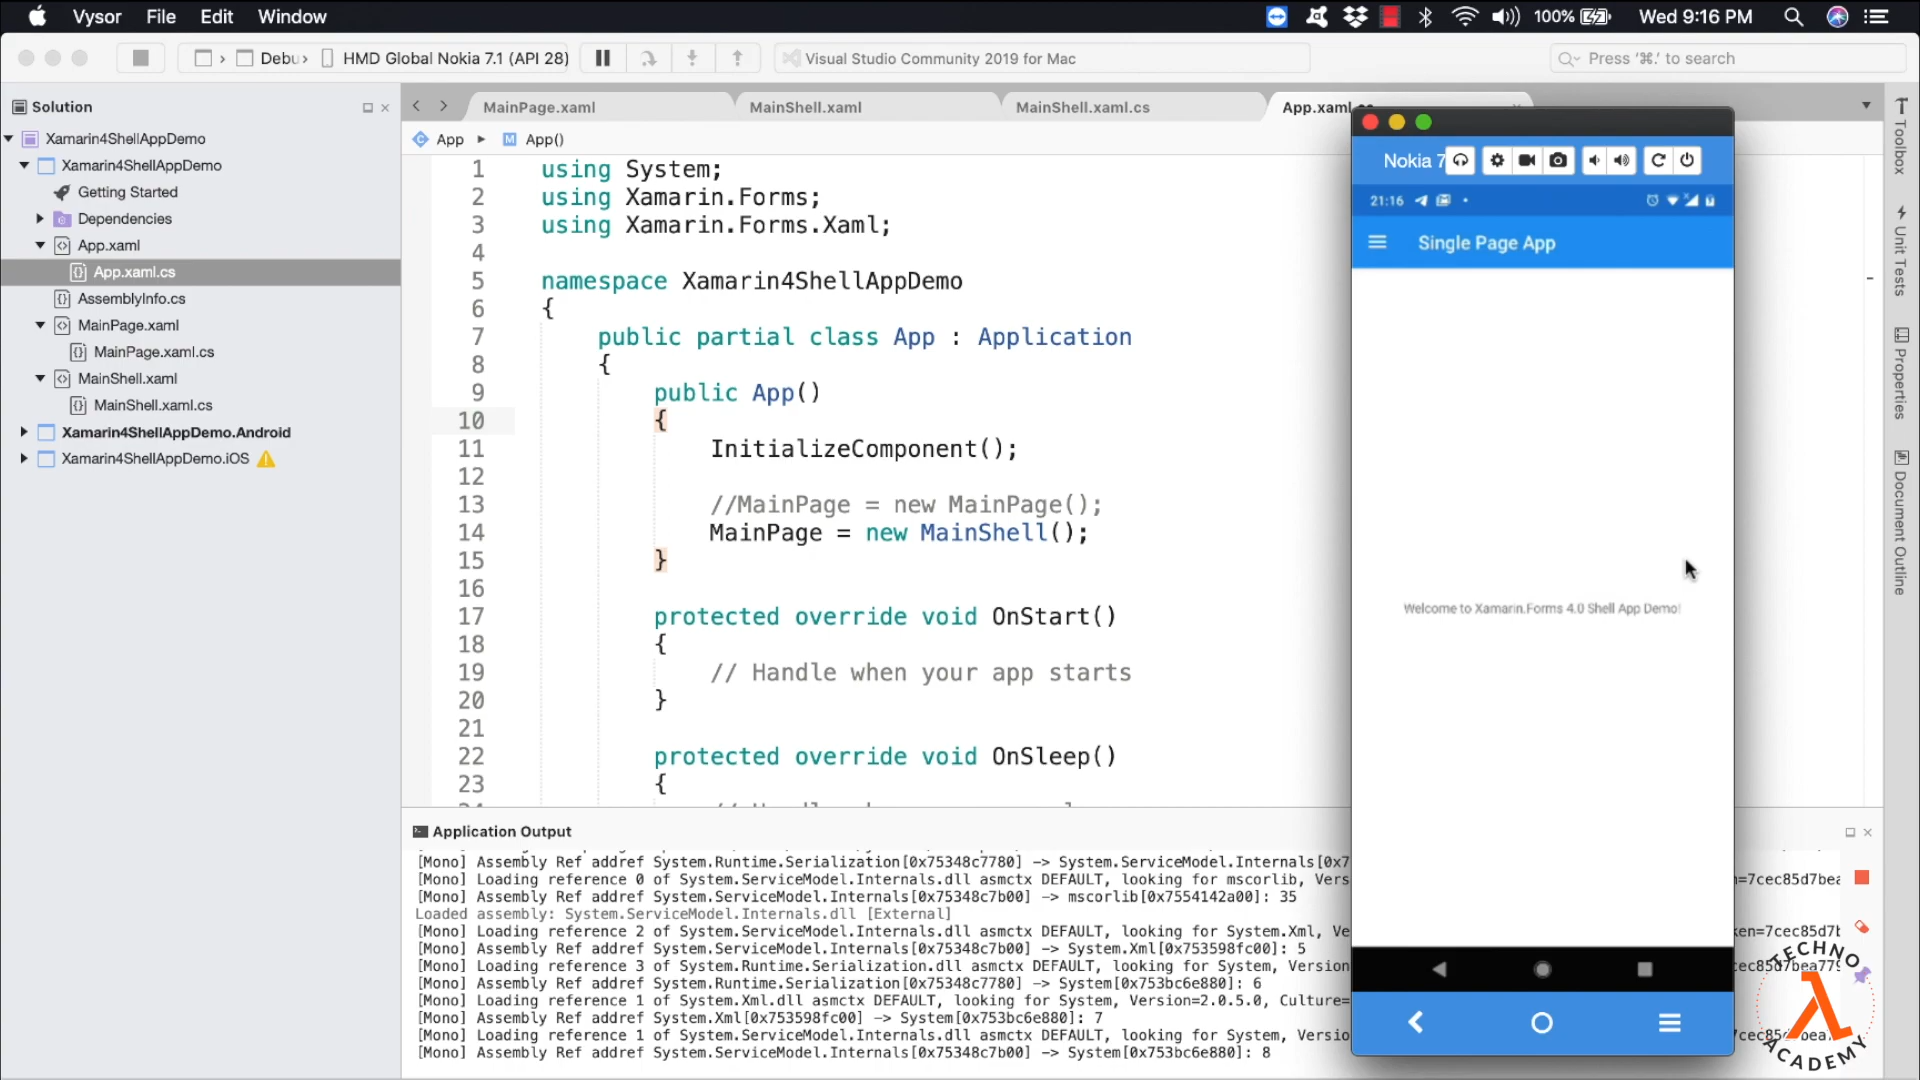 Vysor File Edit Window
100% Wed 9:16 PM
Debu › HMD Global Nokia 7.1 (API 28)
Visual Studio Community 2019 for Mac
Press '⌘.' to search
Solution
Xamarin4ShellAppDemo
Xamarin4ShellAppDemo
Getting Started
Dependencies
App.xaml
App.xaml.cs
AssemblyInfo.cs
MainPage.xaml
MainPage.xaml.cs
MainShell.xaml
MainShell.xaml.cs
Xamarin4ShellAppDemo.Android
Xamarin4ShellAppDemo.iOS
MainPage.xaml MainShell.xaml MainShell.xaml.cs App.xaml.cs
App App()
1 using System;
2 using Xamarin.Forms;
3 using Xamarin.Forms.Xaml;
4
5 namespace Xamarin4ShellAppDemo
6 {
7 public partial class App : Application
8 {
9 public App()
10 {
11 InitializeComponent();
12
13 //MainPage = new MainPage();
14 MainPage = new MainShell();
15 }
16
17 protected override void OnStart()
18 {
19 // Handle when your app starts
20 }
21
22 protected override void OnSleep()
23 {
Application Output
[Mono] Assembly Ref addref System.Runtime.Serialization[0x75348c7780] -> System.ServiceModel.Internals[0x7
[Mono] Loading reference 0 of System.ServiceModel.Internals.dll asmctx DEFAULT, looking for mscorlib, Vers n=7cec85d7bea
[Mono] Assembly Ref addref System.ServiceModel.Internals[0x75348c7b00] -> mscorlib[0x7554142a00]: 35
Loaded assembly: System.ServiceModel.Internals.dll [External]
[Mono] Loading reference 2 of System.ServiceModel.Internals.dll asmctx DEFAULT, looking for System.Xml, Ve en=7cec85d7b
[Mono] Assembly Ref addref System.ServiceModel.Internals[0x75348c7b00] -> System.Xml[0x753598fc00]: 5
[Mono] Loading reference 3 of System.Runtime.Serialization.dll asmctx DEFAULT, looking for System, Version cec85d7bea779
[Mono] Assembly Ref addref System.Runtime.Serialization[0x75348c7780] -> System[0x753bc6e880]: 6
[Mono] Loading reference 1 of System.Xml.dll asmctx DEFAULT, looking for System, Version=2.0.5.0, Culture=
[Mono] Assembly Ref addref System.Xml[0x753598fc00] -> System[0x753bc6e880]: 7
[Mono] Loading reference 1 of System.ServiceModel.Internals.dll asmctx DEFAULT, looking for System, Versio
[Mono] Assembly Ref addref System.ServiceModel.Internals[0x75348c7b00] -> System[0x753bc6e880]: 8
Nokia 7
21:16
Single Page App
Welcome to Xamarin.Forms 4.0 Shell App Demo!
Toolbox
Unit Tests
Properties
Document Outline
TECHNO
ACADEMY